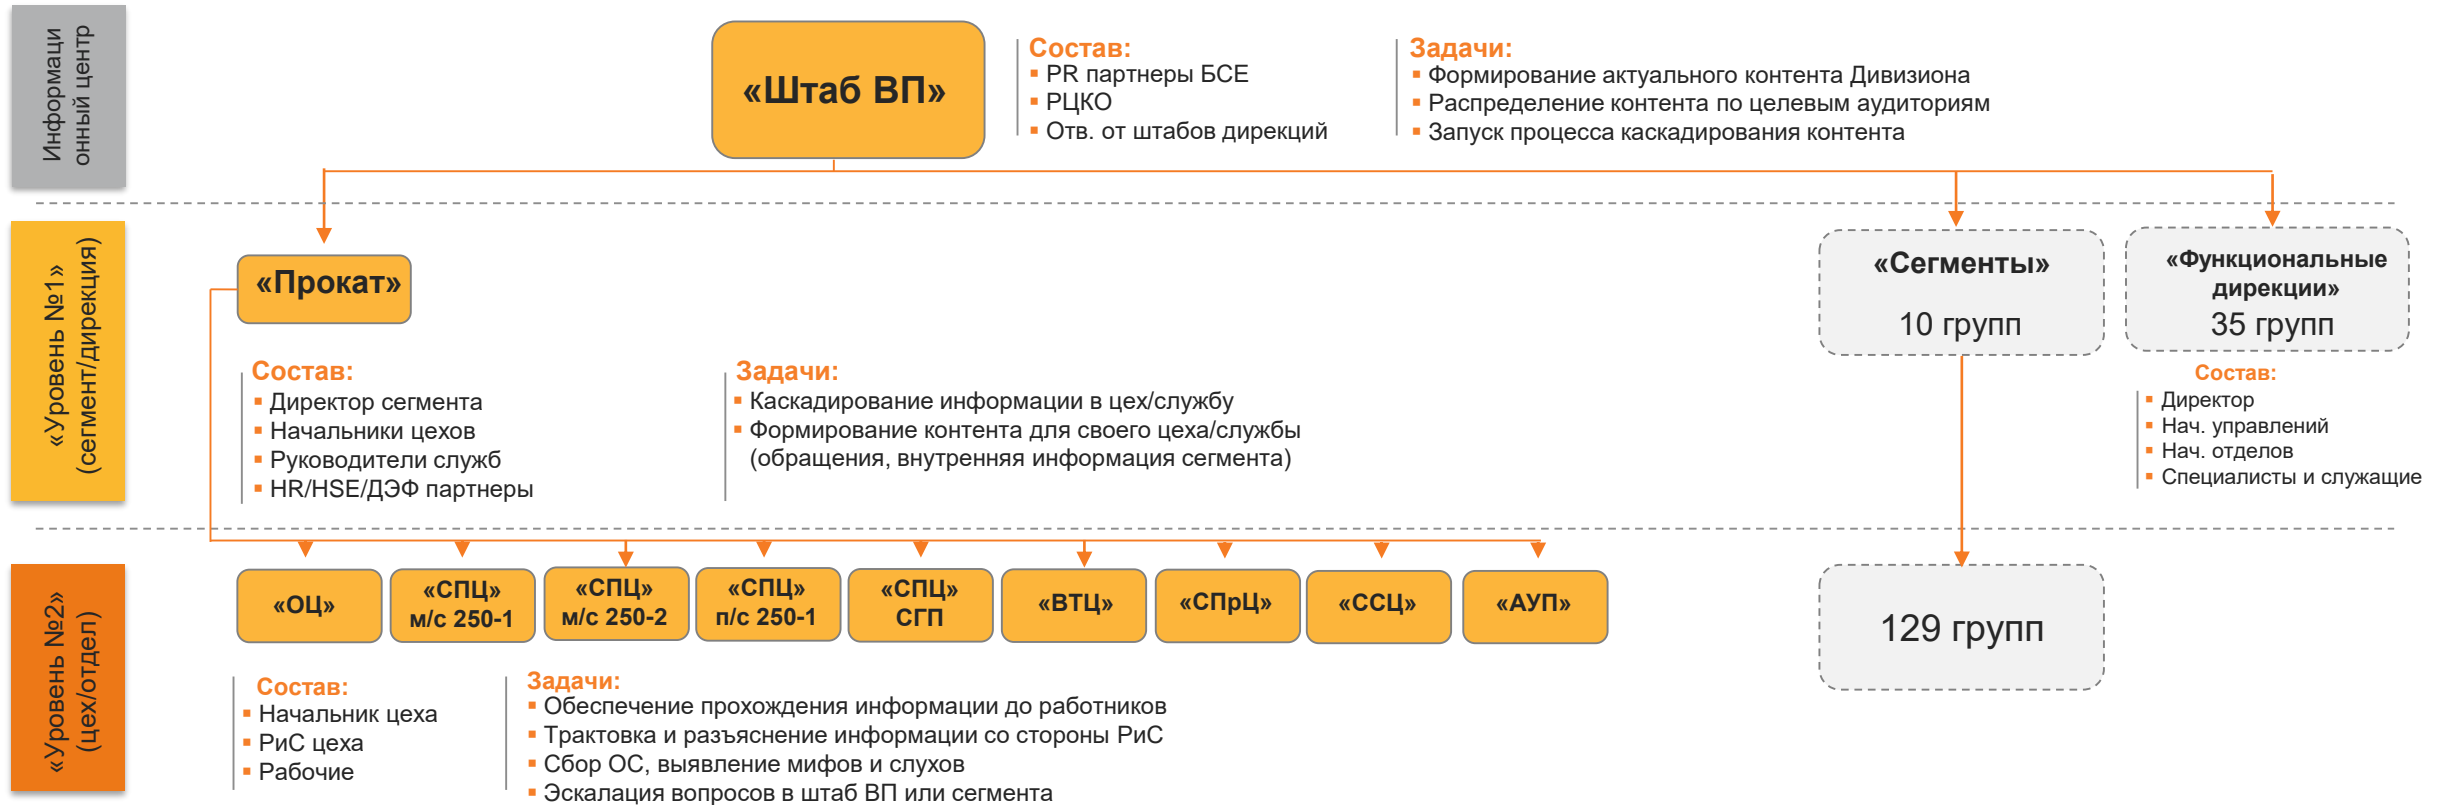 Информаци
онный центр
«Штаб ВП»
Состав:
▪ PR партнеры БСЕ
▪ РЦКО
▪ Отв. от штабов дирекций
Задачи:
▪ Формирование актуального контента Дивизиона
▪ Распределение контента по целевым аудиториям
▪ Запуск процесса каскадирования контента
«Уровень №1»
(сегмент/дирекция)
«Прокат»
«Сегменты»
10 групп
«Функциональные
дирекции»
35 групп
Состав:
▪ Директор сегмента
▪ Начальники цехов
▪ Руководители служб
▪ HR/HSE/ДЭФ партнеры
Задачи:
▪ Каскадирование информации в цех/службу
▪ Формирование контента для своего цеха/службы
(обращения, внутренняя информация сегмента)
Состав:
▪ Директор
▪ Нач. управлений
▪ Нач. отделов
▪ Специалисты и служащие
«Уровень №2»
(цех/отдел)
«ОЦ»
«СПЦ»
м/с 250-1
«СПЦ»
м/с 250-2
«СПЦ»
п/с 250-1
«СПЦ»
СГП
«ВТЦ»
«СПрЦ»
«ССЦ»
«АУП»
129 групп
Состав:
▪ Начальник цеха
▪ РиС цеха
▪ Рабочие
Задачи:
▪ Обеспечение прохождения информации до работников
▪ Трактовка и разъяснение информации со стороны РиС
▪ Сбор ОС, выявление мифов и слухов
▪ Эскалация вопросов в штаб ВП или сегмента